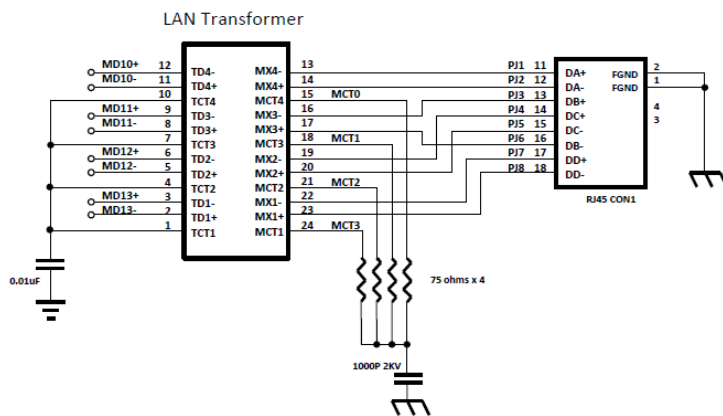 LAN Transformer
MD10+ 12 TD4- MX4- 13 PJ1 11 DA+ FGND 2
MD10- 11 TD4+ MX4+ 14 PJ2 12 DA- FGND 1
10 TCT4 MCT4 15 MCT0 PJ3 13 DB+
MD11+ 9 TD3- MX3- 16 PJ4 14 DC+ 4
MD11- 8 TD3+ MX3+ 17 PJ5 15 DC- 3
7 TCT3 MCT3 18 MCT1 PJ6 16 DB-
MD12+ 6 TD2- MX2- 19 PJ7 17 DD+
MD12- 5 TD2+ MX2+ 20 PJ8 18 DD-
4 TCT2 MCT2 21 MCT2
MD13+ 3 TD1- MX1- 22 RJ45 CON1
MD13- 2 TD1+ MX1+ 23
1 TCT1 MCT1 24 MCT3
0.01uF
75 ohms x 4
1000P 2KV